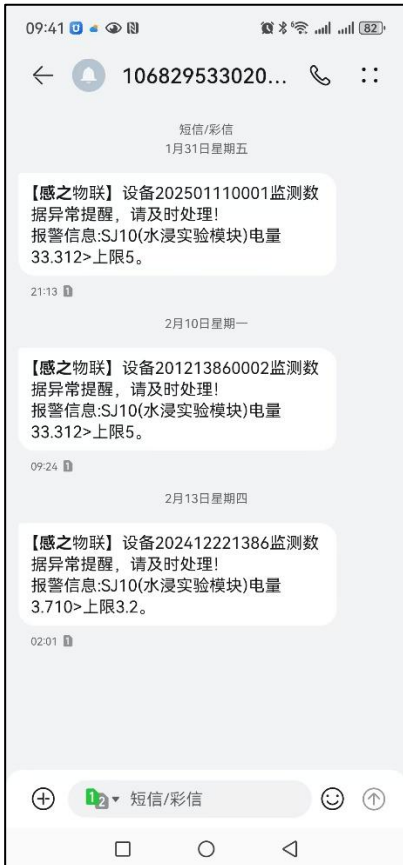 09:41
82
106829533020...
短信/彩信
1月31日星期五
【感之物联】设备202501110001监测数
据异常提醒，请及时处理！
报警信息:SJ10(水浸实验模块)电量
33.312>上限5。
21:13 1
2月10日星期一
【感之物联】设备201213860002监测数
据异常提醒，请及时处理！
报警信息:SJ10(水浸实验模块)电量
33.312>上限5。
09:24 1
2月13日星期四
【感之物联】设备202412221386监测数
据异常提醒，请及时处理！
报警信息:SJ10(水浸实验模块)电量
3.710>上限3.2。
02:01 1
12 短信/彩信